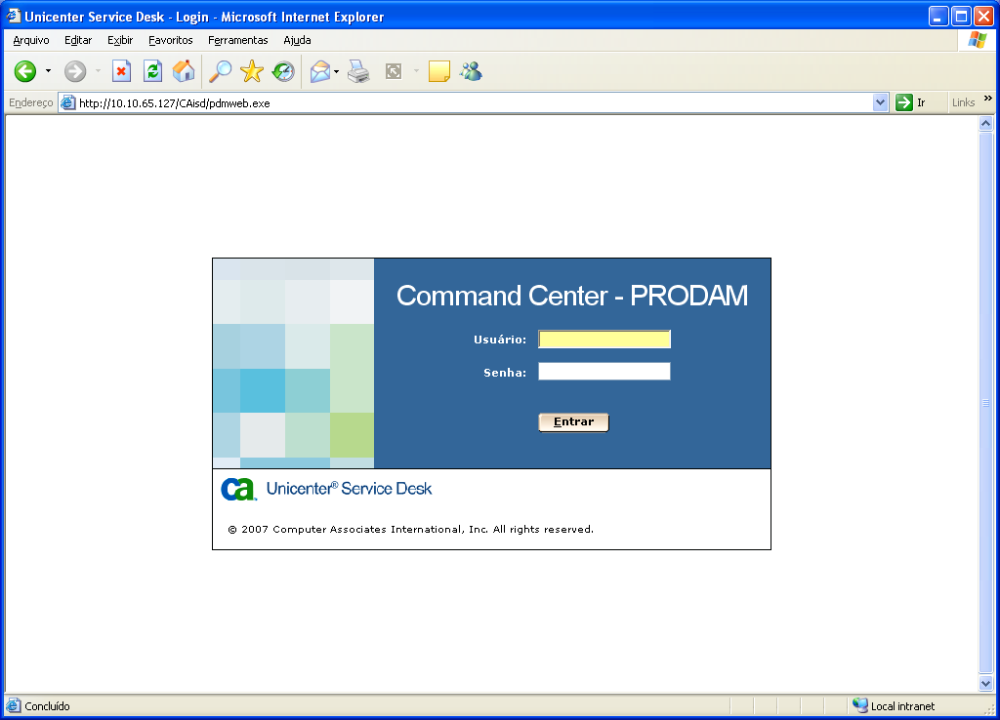 Unicenter Service Desk - Login - Microsoft Internet Explorer
Arquivo Editar Exibir Favoritos Ferramentas Ajuda
Endereço http://10.10.65.127/CAisd/pdmweb.exe Ir Links »
Command Center - PRODAM
Usuário:
Senha:
Entrar
ca Unicenter® Service Desk
© 2007 Computer Associates International, Inc. All rights reserved.
Concluído Local intranet